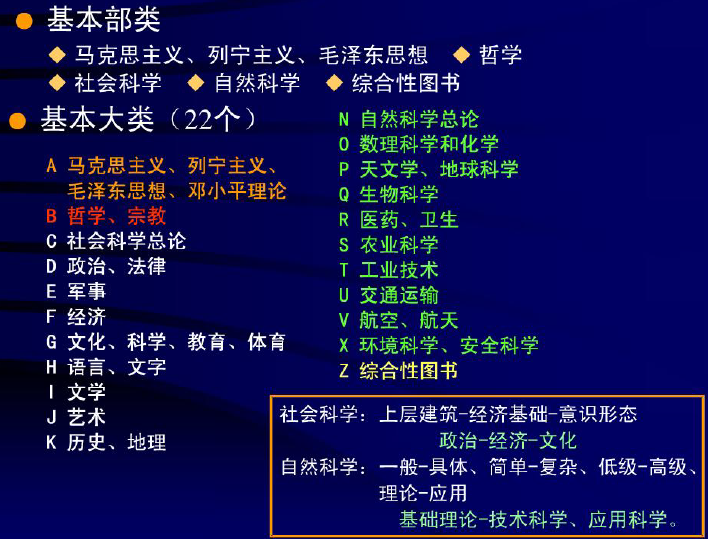 ● 基本部类
◆ 马克思主义、列宁主义、毛泽东思想 ◆ 哲学
◆ 社会科学 ◆ 自然科学 ◆ 综合性图书
● 基本大类（22个）
A 马克思主义、列宁主义、
毛泽东思想、邓小平理论
B 哲学、宗教
C 社会科学总论
D 政治、法律
E 军事
F 经济
G 文化、科学、教育、体育
H 语言、文字
I 文学
J 艺术
K 历史、地理
N 自然科学总论
O 数理科学和化学
P 天文学、地球科学
Q 生物科学
R 医药、卫生
S 农业科学
T 工业技术
U 交通运输
V 航空、航天
X 环境科学、安全科学
Z 综合性图书
社会科学：上层建筑-经济基础-意识形态
政治-经济-文化
自然科学：一般-具体、简单-复杂、低级-高级、
理论-应用
基础理论-技术科学、应用科学。